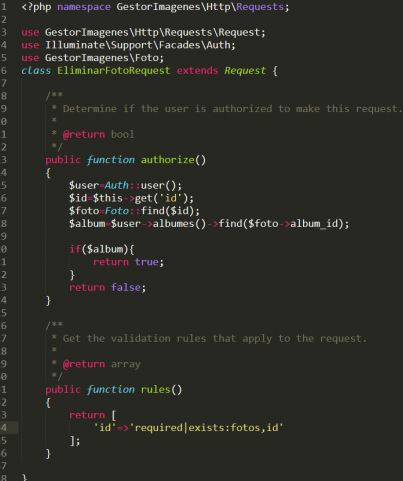 1 <?php namespace GestorImagenes\Http\Requests;
2
3 use GestorImagenes\Http\Requests\Request;
4 use Illuminate\Support\Facades\Auth;
5 use GestorImagenes\Foto;
6 class EliminarFotoRequest extends Request {
7
8 /**
9 * Determine if the user is authorized to make this request.
0 *
1 * @return bool
2 */
3 public function authorize()
4 {
5 $user=Auth::user();
6 $id=$this->get('id');
7 $foto=Foto::find($id);
8 $album=$user->albumes()->find($foto->album_id);
9
0 if($album){
1 return true;
2 }
3 return false;
4 }
5
6 /**
7 * Get the validation rules that apply to the request.
8 *
9 * @return array
0 */
1 public function rules()
2 {
3 return [
4 'id'=>'required|exists:fotos,id'
5 ];
6 }
7
8 }